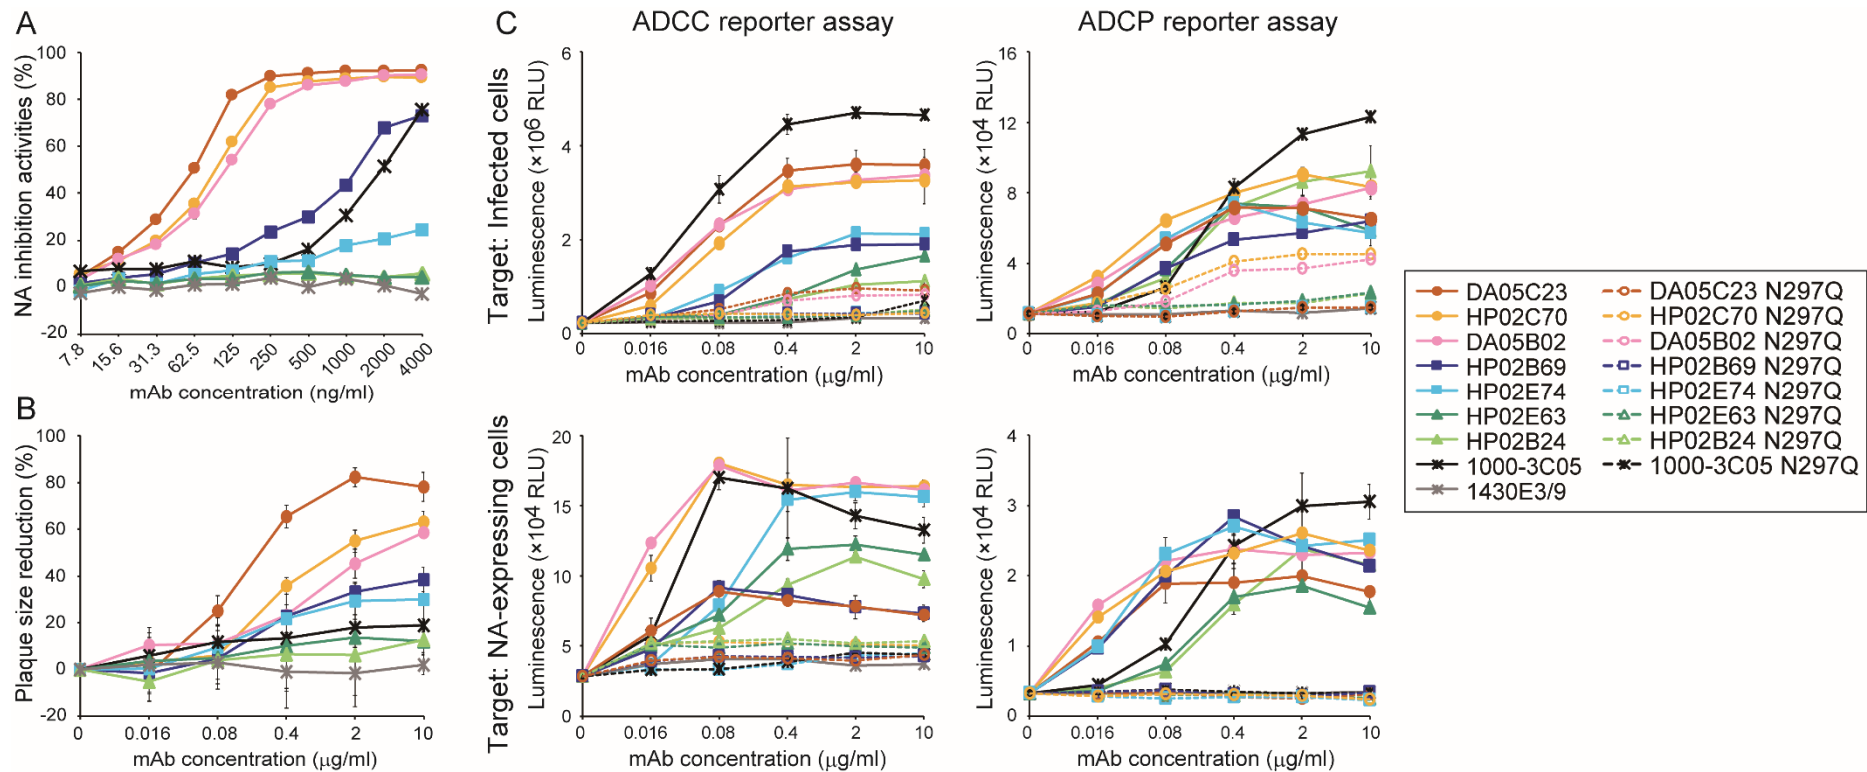 A
NA inhibition activities (%)
100
80
60
40
20
0
-20
7.8
15.6
31.3
62.5
125
250
500
1000
2000
4000
mAb concentration (ng/ml)
B
Plaque size reduction (%)
100
80
60
40
20
0
-20
0
0.016
0.08
0.4
2
10
mAb concentration (μg/ml)
C
ADCC reporter assay
ADCP reporter assay
Target: Infected cells
Luminescence (×10⁶ RLU)
6
4
2
0
0
0.016
0.08
0.4
2
10
mAb concentration (μg/ml)
Luminescence (×10⁴ RLU)
16
12
8
4
0
0
0.016
0.08
0.4
2
10
mAb concentration (μg/ml)
Target: NA-expressing cells
Luminescence (×10⁴ RLU)
20
15
10
5
0
0
0.016
0.08
0.4
2
10
mAb concentration (μg/ml)
Luminescence (×10⁴ RLU)
4
3
2
1
0
0
0.016
0.08
0.4
2
10
mAb concentration (μg/ml)
DA05C23
HP02C70
DA05B02
HP02B69
HP02E74
HP02E63
HP02B24
1000-3C05
1430E3/9
DA05C23 N297Q
HP02C70 N297Q
DA05B02 N297Q
HP02B69 N297Q
HP02E74 N297Q
HP02E63 N297Q
HP02B24 N297Q
1000-3C05 N297Q